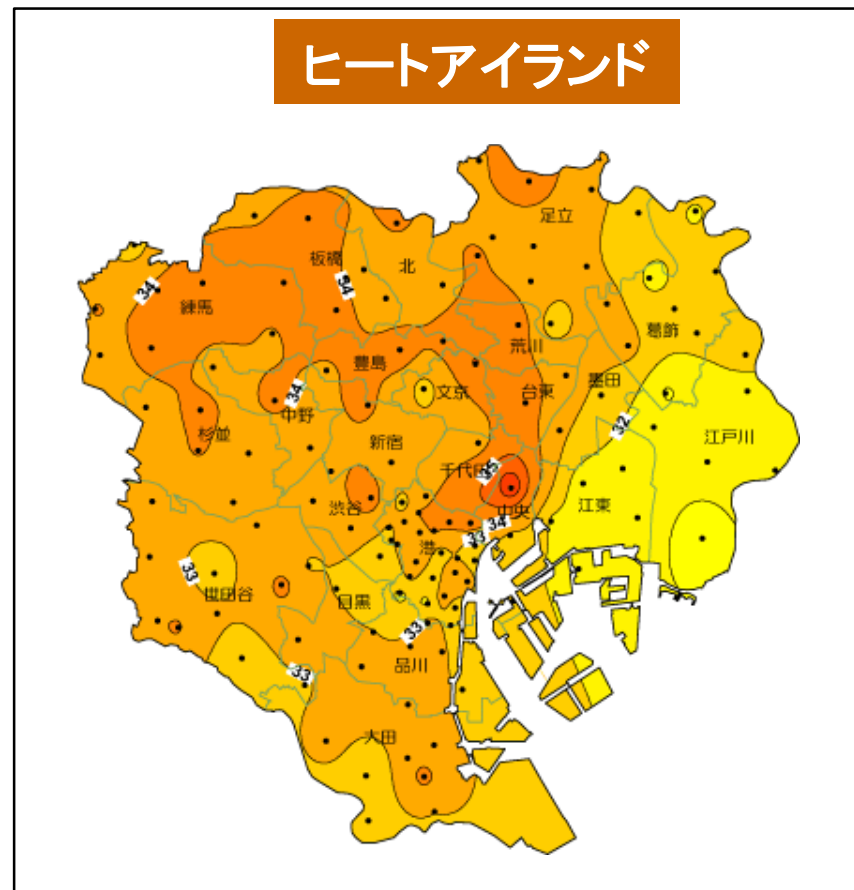 ヒートアイランド
足立
北
板橋
34
34
練馬
荒川
葛飾
豊島
文京
台東
墨田
34
中野
杉並
32
江戸川
新宿
千代田
35
渋谷
中央
江東
34
33
港
33
世田谷
目黒
33
品川
33
大田